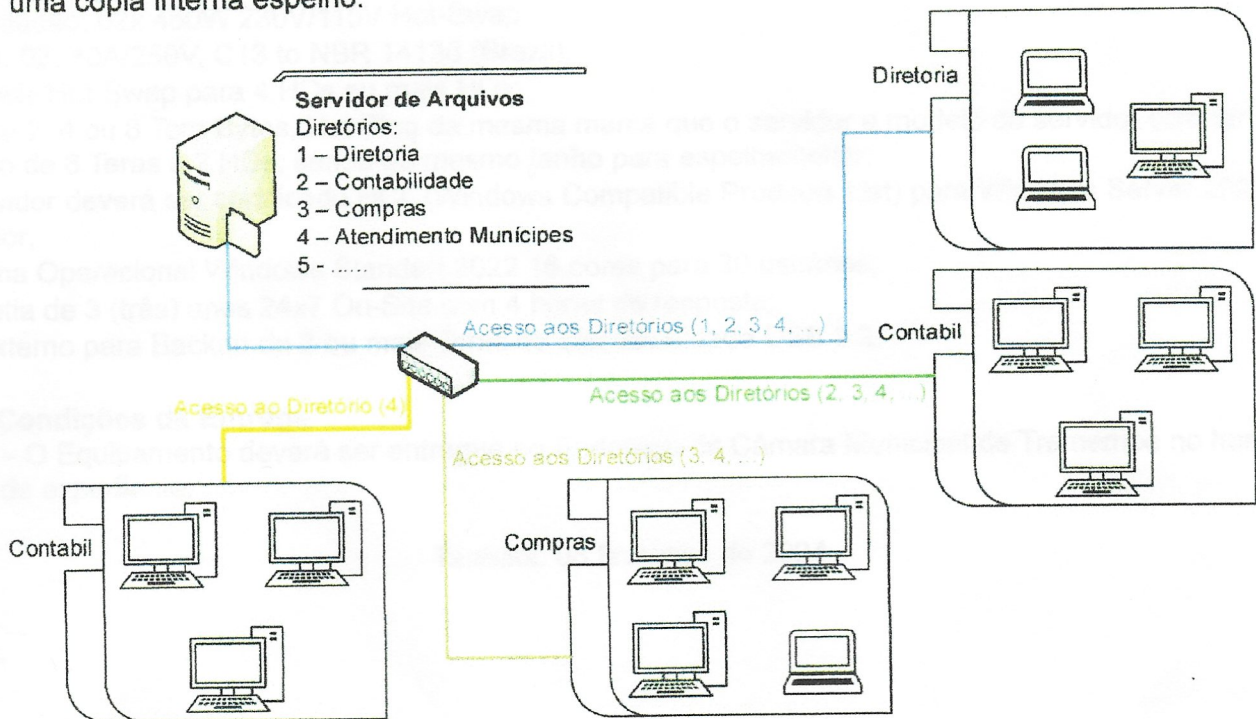 uma copia interna espelho.
Servidor de Arquivos
Diretórios:
1 – Diretoria
2 – Contabilidade
3 – Compras
4 – Atendimento Munícipes
5 - .....
Diretoria
Acesso aos Diretórios (1, 2, 3, 4, ...)
Contabil
Acesso aos Diretórios (2, 3, 4, ...)
Acesso ao Diretório (4)
Acesso aos Diretórios (3. 4, ...)
Contabil
Compras